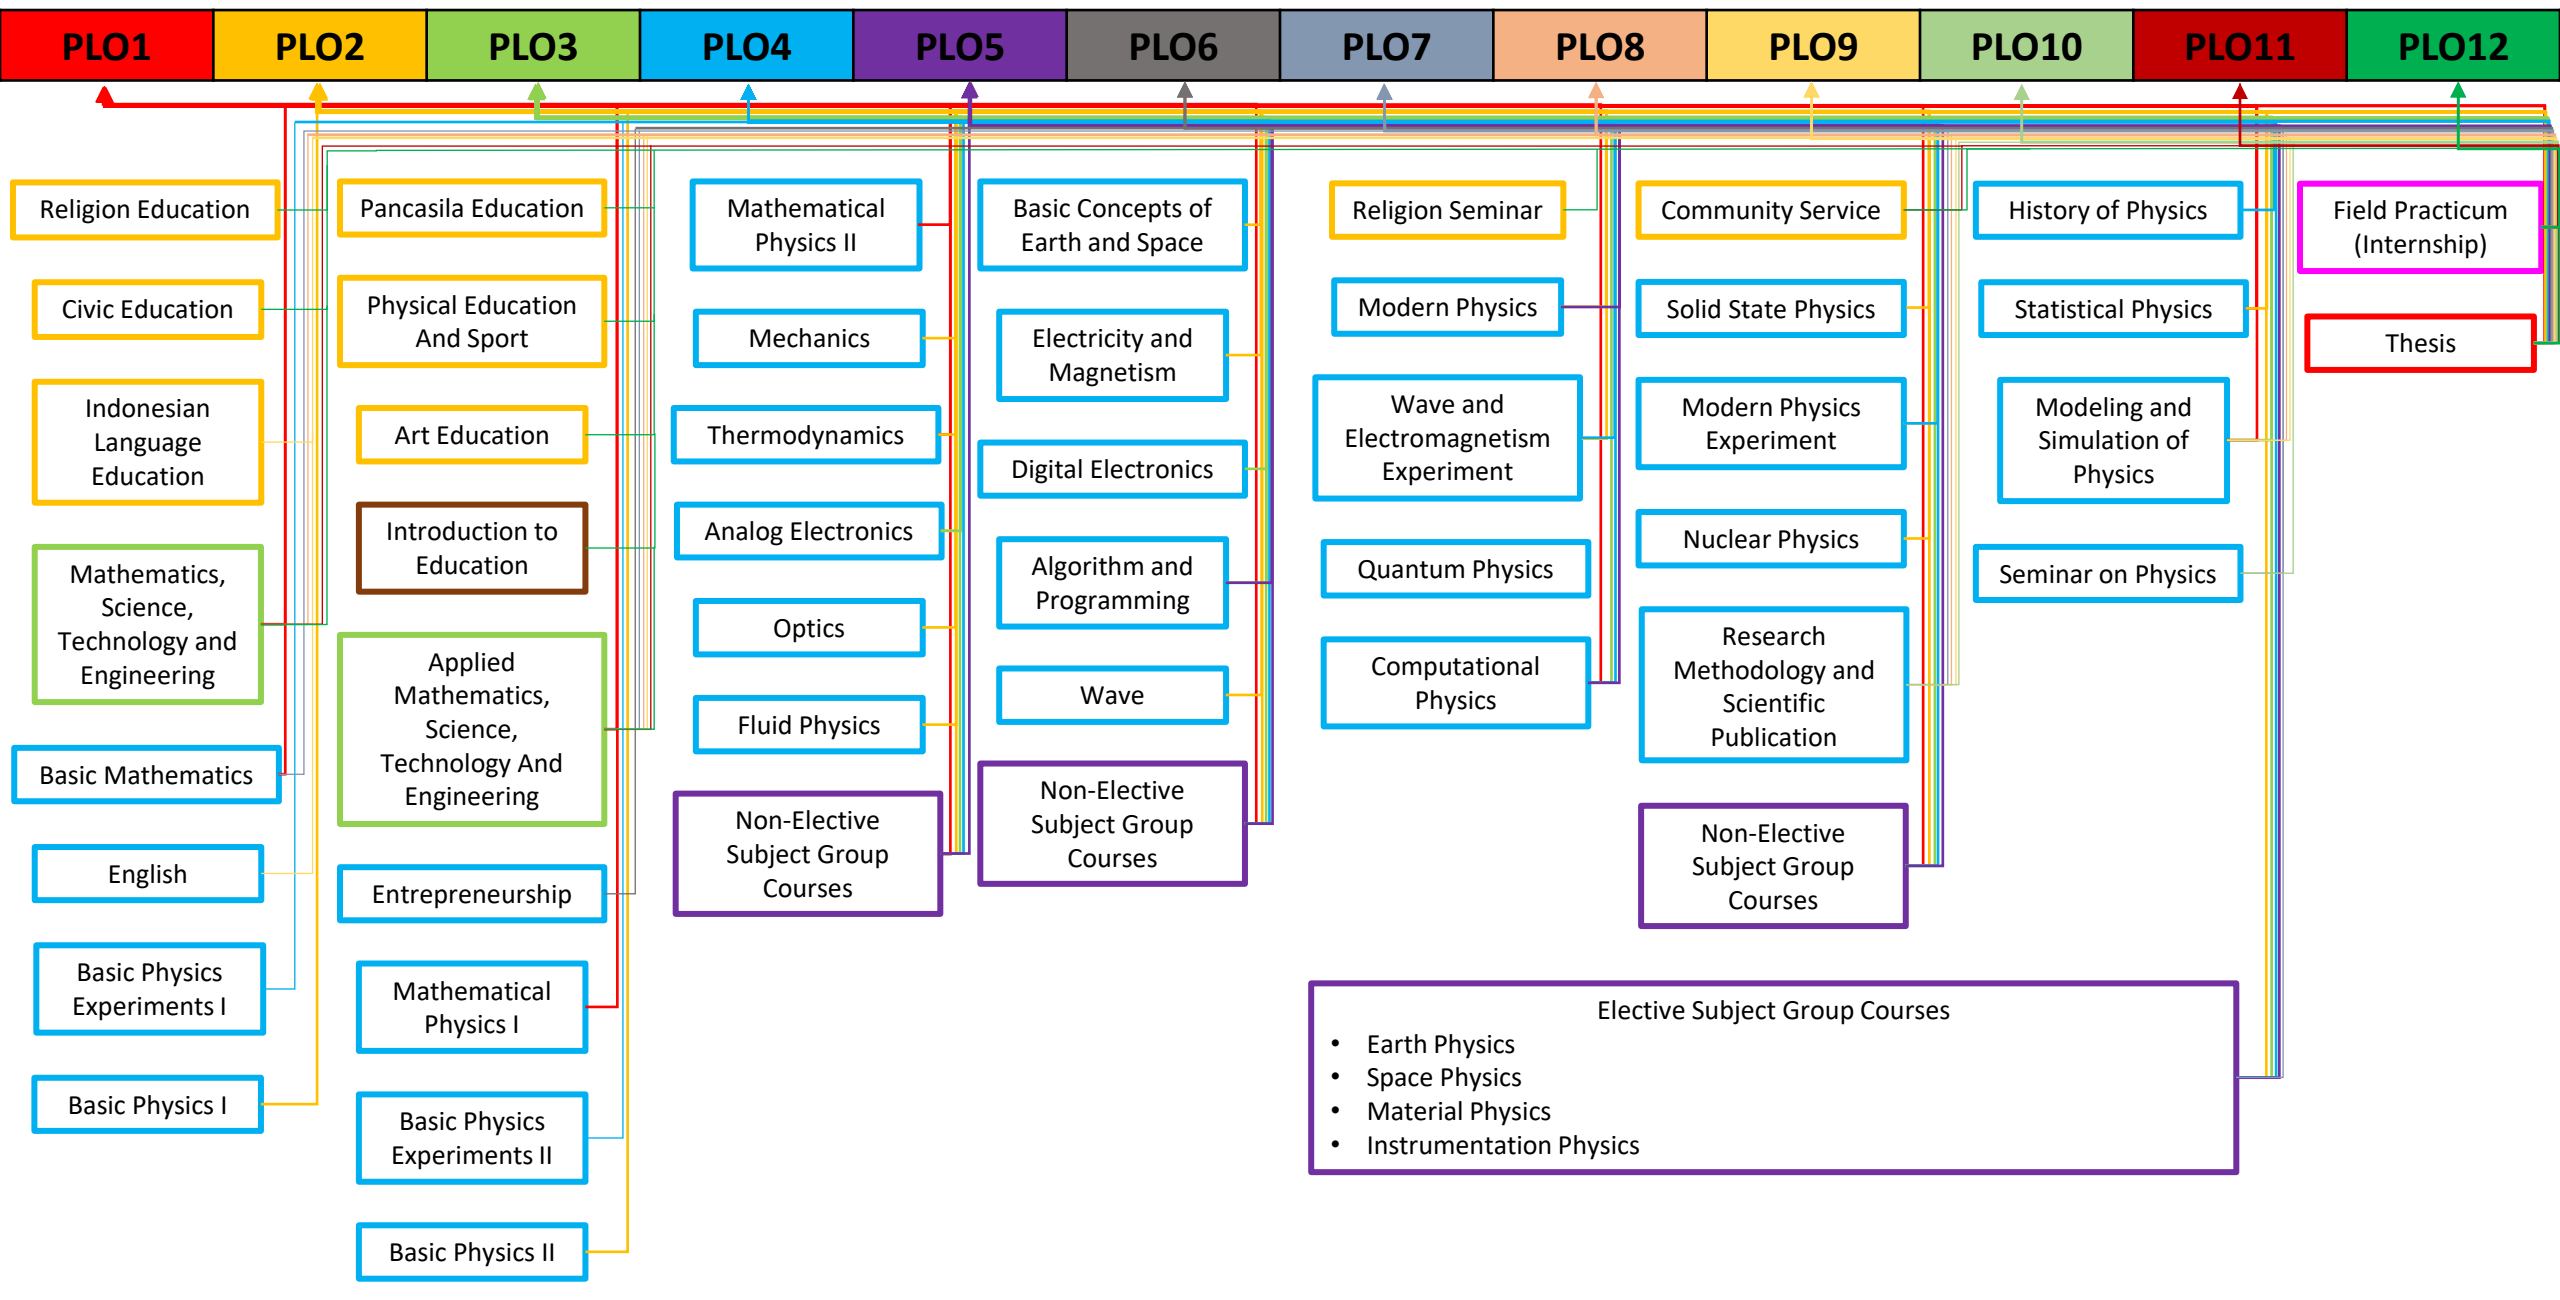 PLO1
PLO2
PLO3
PLO4
PLO5
PLO6
PLO7
PLO8
PLO9
PLO10
PLO11
PLO12
Religion Education
Civic Education
Indonesian
Language
Education
Mathematics,
Science,
Technology and
Engineering
Basic Mathematics
English
Basic Physics
Experiments I
Basic Physics I
Pancasila Education
Physical Education
And Sport
Art Education
Introduction to
Education
Applied
Mathematics,
Science,
Technology And
Engineering
Entrepreneurship
Mathematical
Physics I
Basic Physics
Experiments II
Basic Physics II
Mathematical
Physics II
Mechanics
Thermodynamics
Analog Electronics
Optics
Fluid Physics
Non-Elective
Subject Group
Courses
Basic Concepts of
Earth and Space
Electricity and
Magnetism
Digital Electronics
Algorithm and
Programming
Wave
Non-Elective
Subject Group
Courses
Religion Seminar
Modern Physics
Wave and
Electromagnetism
Experiment
Quantum Physics
Computational
Physics
Community Service
Solid State Physics
Modern Physics
Experiment
Nuclear Physics
Research
Methodology and
Scientific
Publication
Non-Elective
Subject Group
Courses
History of Physics
Statistical Physics
Modeling and
Simulation of
Physics
Seminar on Physics
Field Practicum
(Internship)
Thesis
Elective Subject Group Courses
• Earth Physics
• Space Physics
• Material Physics
• Instrumentation Physics